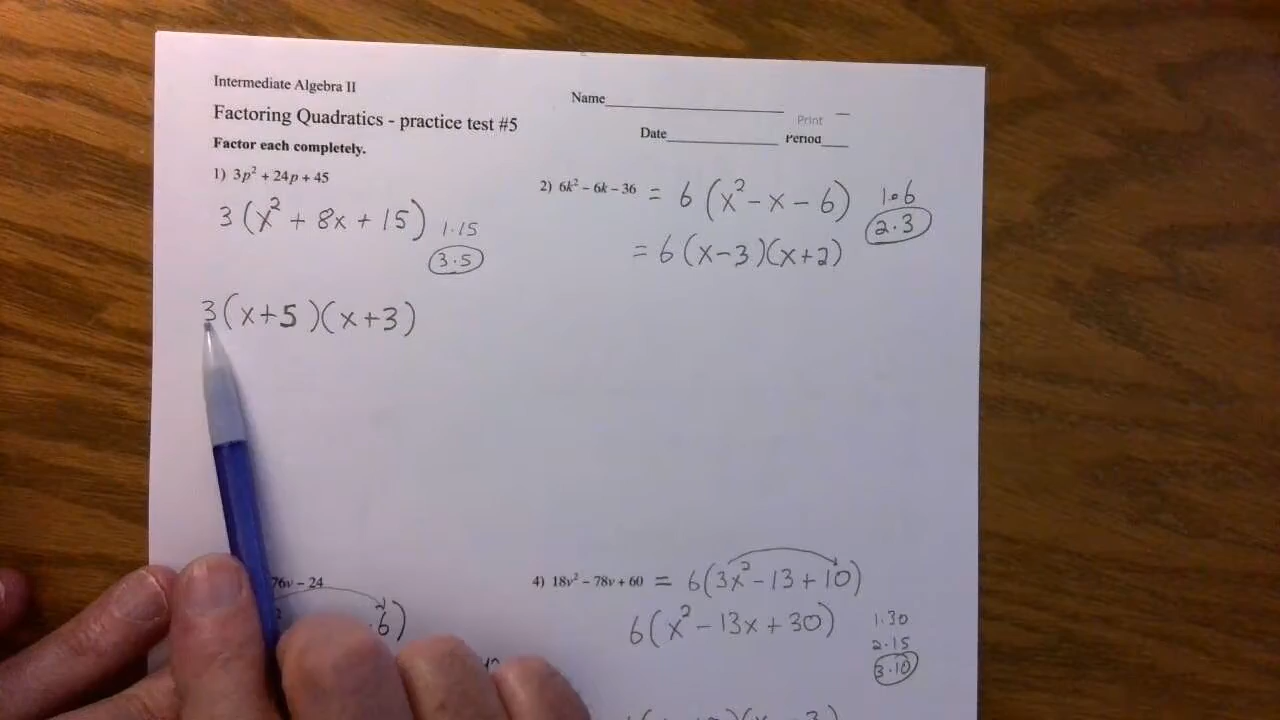 Intermediate Algebra II
Name
Factoring Quadratics - practice test #5
Print
Date Period
Factor each completely.
1) 3p² + 24p + 45
3 (x² + 8x + 15)
1·15
3·5
3(x+5)(x+3)
2) 6k² − 6k − 36 = 6 (x² − x − 6)
1·6
2·3
= 6 (x−3)(x+2)
76v − 24
6)
4) 18v² − 78v + 60 = 6(3x² − 13 + 10)
6(x² − 13x + 30)
1·30
2·15
3·10